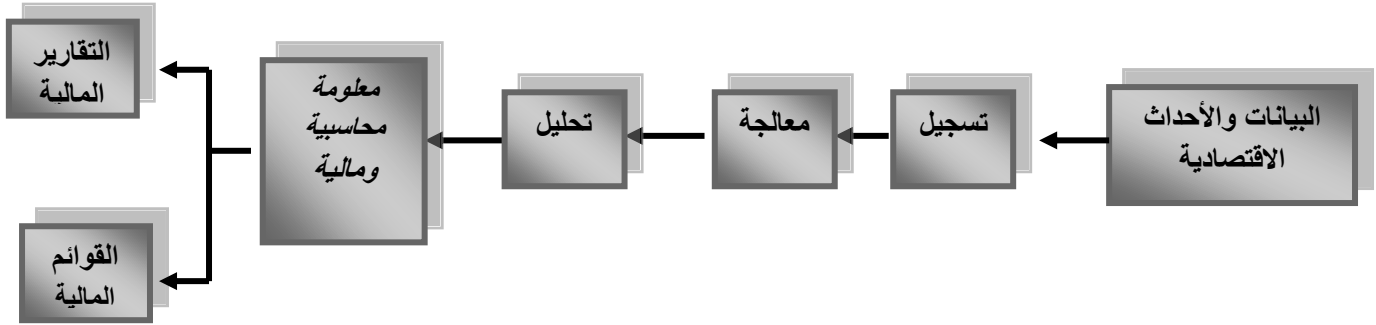 البيانات والأحداث
الاقتصادية
تسجيل
معالجة
تحليل
معلومة
محاسبية
ومالية
التقارير
المالية
القوائم
المالية